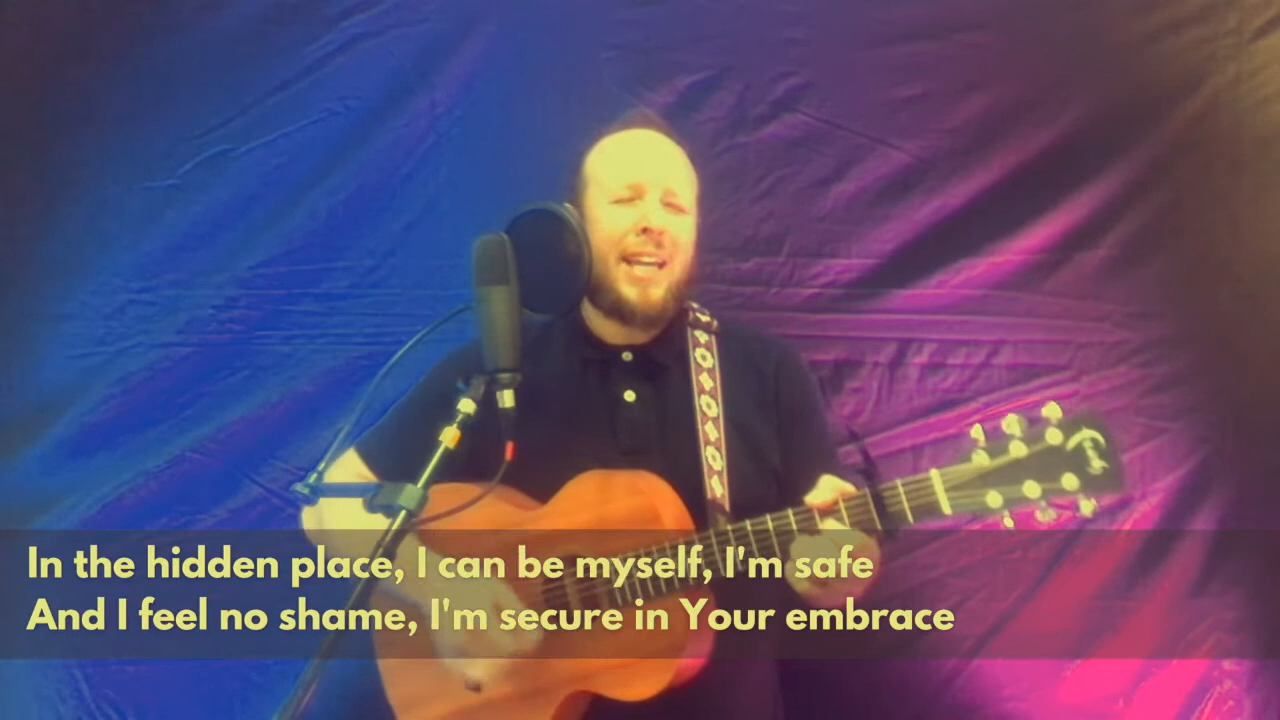 In the hidden place, I can be myself, I'm safe
And I feel no shame, I'm secure in Your embrace